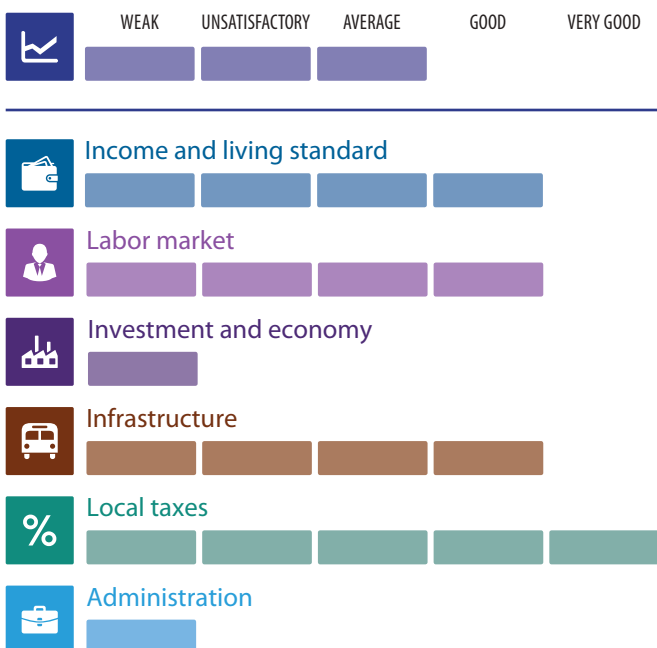 WEAK UNSATISFACTORY AVERAGE GOOD VERY GOOD
Income and living standard
Labor market
Investment and economy
Infrastructure
%
Local taxes
Administration